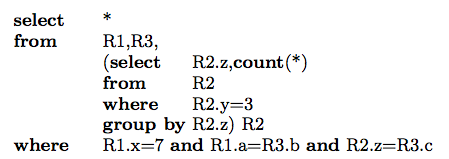 select *
from R1,R3,
(select R2.z,count(*)
from R2
where R2.y=3
group by R2.z) R2
where R1.x=7 and R1.a=R3.b and R2.z=R3.c